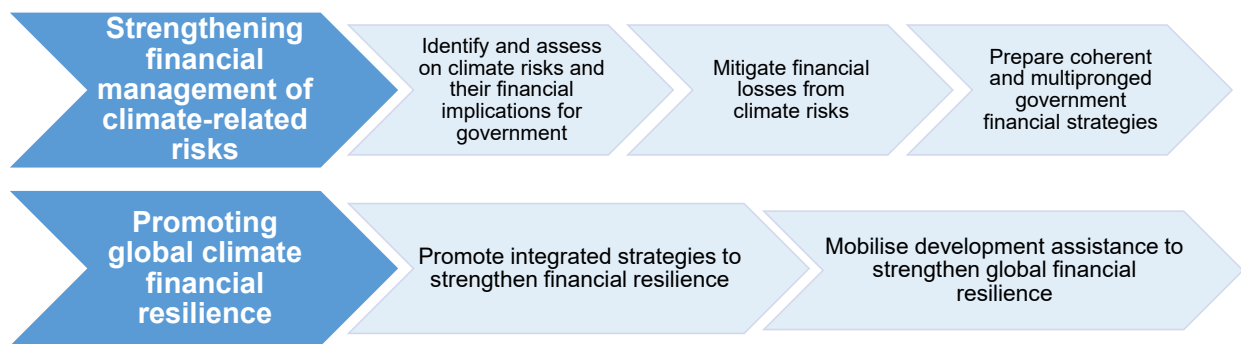 Strengthening
financial
management of
climate-related
risks
Identify and assess
on climate risks and
their financial
implications for
government
Mitigate financial
losses from
climate risks
Prepare coherent
and multipronged
government
financial strategies
Promoting
global climate
financial
resilience
Promote integrated strategies to
strengthen financial resilience
Mobilise development assistance to
strengthen global financial
resilience